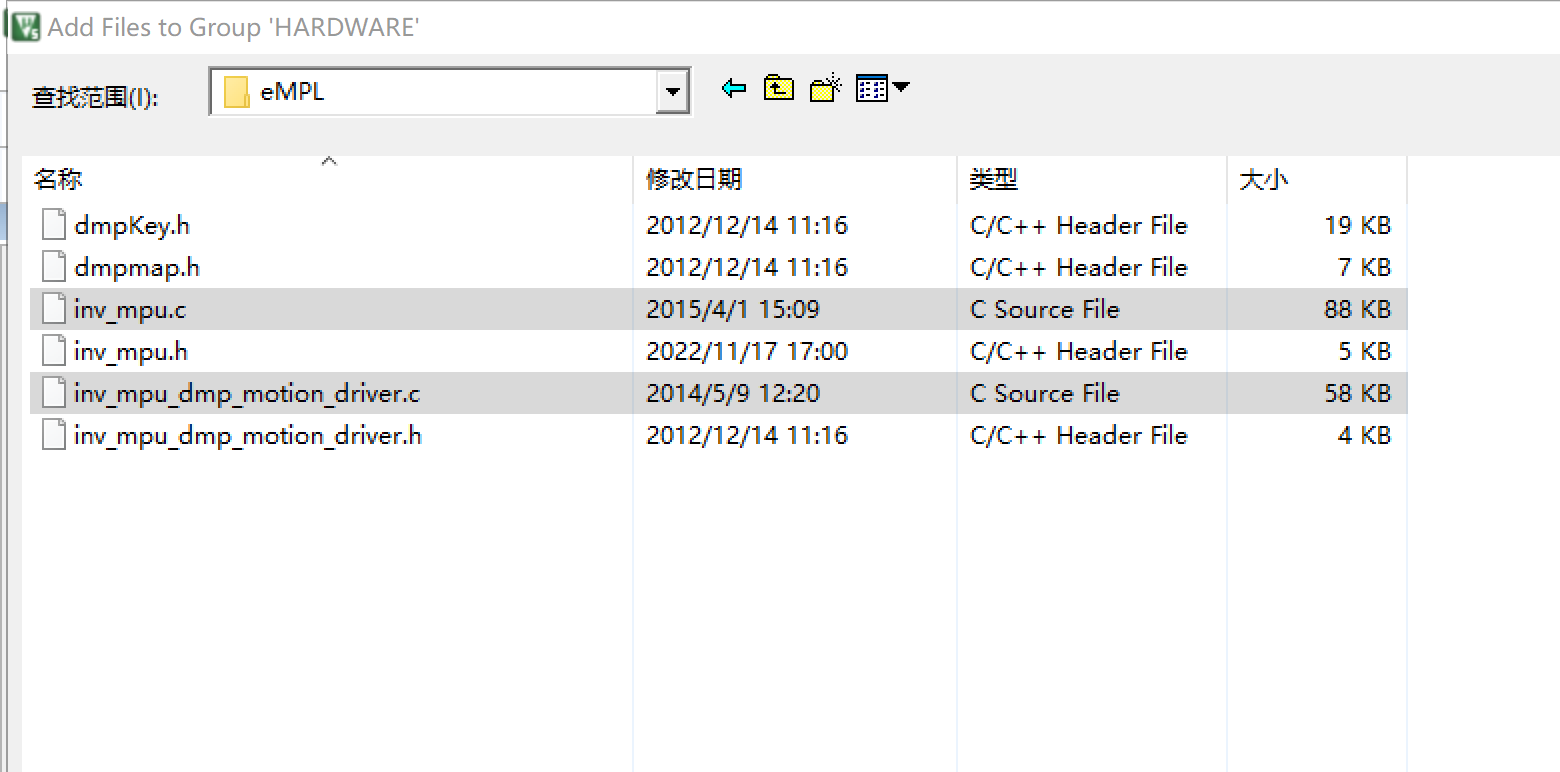 Add Files to Group 'HARDWARE'
查找范围(I): eMPL
名称 修改日期 类型 大小
dmpKey.h 2012/12/14 11:16 C/C++ Header File 19 KB
dmpmap.h 2012/12/14 11:16 C/C++ Header File 7 KB
inv_mpu.c 2015/4/1 15:09 C Source File 88 KB
inv_mpu.h 2022/11/17 17:00 C/C++ Header File 5 KB
inv_mpu_dmp_motion_driver.c 2014/5/9 12:20 C Source File 58 KB
inv_mpu_dmp_motion_driver.h 2012/12/14 11:16 C/C++ Header File 4 KB